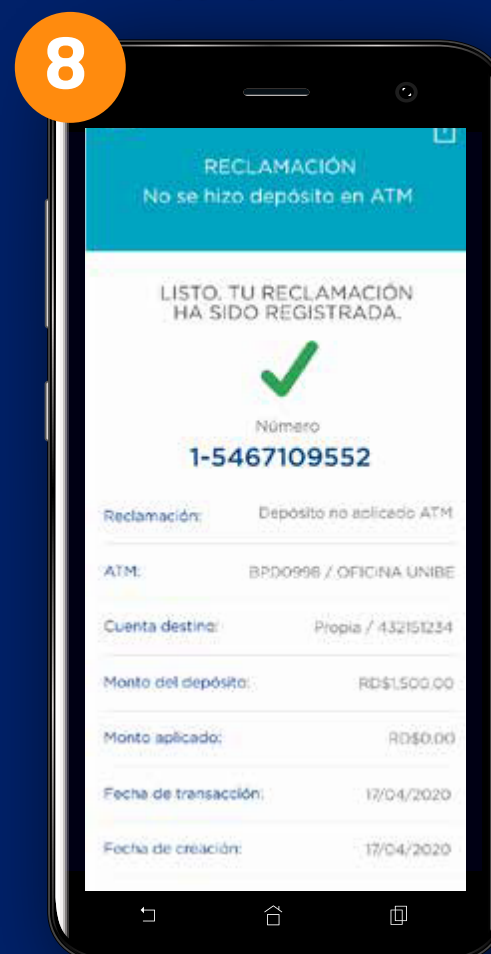 8
RECLAMACIÓN
No se hizo depósito en ATM
LISTO. TU RECLAMACIÓN
HA SIDO REGISTRADA.
Número
1-5467109552
Reclamación: Depósito no aplicado ATM
ATM: BPD0998 / OFICINA UNIBE
Cuenta destino: Propia / 432151234
Monto del depósito: RD$1,500.00
Monto aplicado: RD$0.00
Fecha de transacción: 17/04/2020
Fecha de creación: 17/04/2020